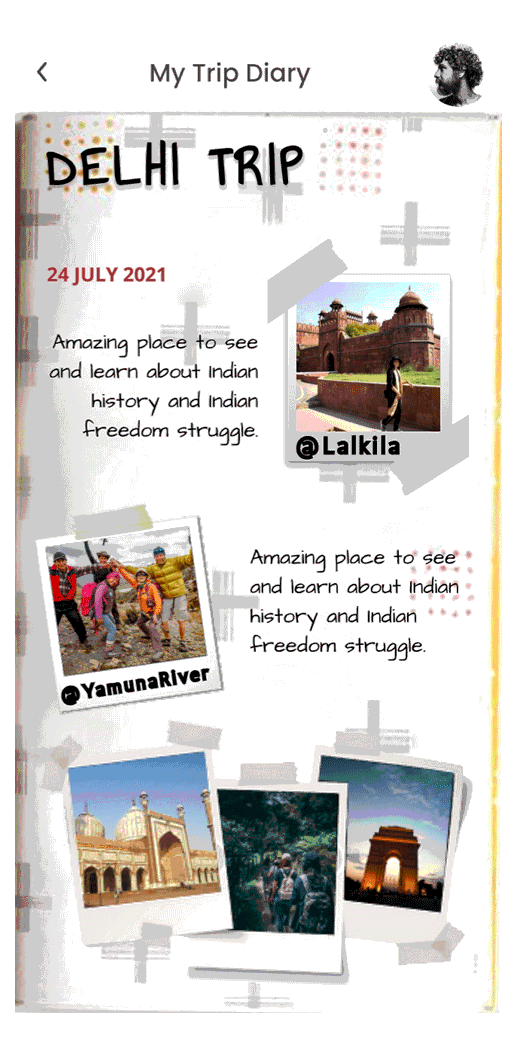 My Trip Diary
DELHI TRIP
24 JULY 2021
Amazing place to see
and learn about Indian
history and Indian
freedom struggle.
@Lalkila
Amazing place to see
and learn about Indian
history and Indian
freedom struggle.
@YamunaRiver